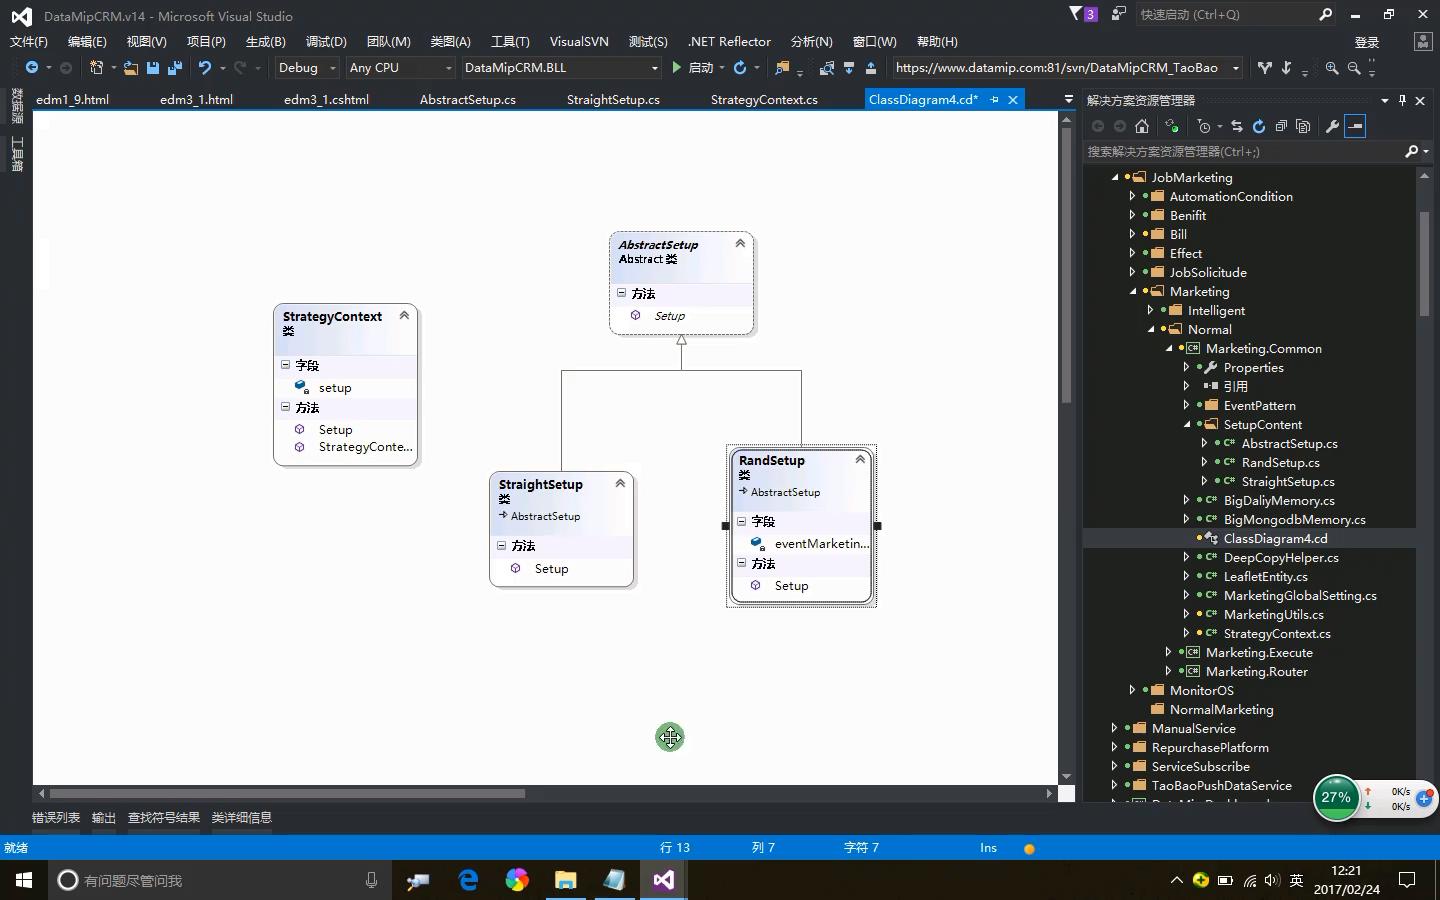 DataMipCRM.v14 - Microsoft Visual Studio
3
快速启动 (Ctrl+Q)
文件(F) 编辑(E) 视图(V) 项目(P) 生成(B) 调试(D) 团队(M) 类图(A) 工具(T) VisualSVN 测试(S) .NET Reflector 分析(N) 窗口(W) 帮助(H) 登录
Debug Any CPU DataMipCRM.BLL 启动 https://www.datamip.com:81/svn/DataMipCRM_TaoBao
数据源
工具箱
edm1_9.html edm3_1.html edm3_1.cshtml AbstractSetup.cs StraightSetup.cs StrategyContext.cs ClassDiagram4.cd*
AbstractSetup
Abstract 类
方法
Setup
StrategyContext
类
字段
setup
方法
Setup
StrategyConte...
StraightSetup
类
AbstractSetup
方法
Setup
RandSetup
类
AbstractSetup
字段
eventMarketin...
方法
Setup
解决方案资源管理器
搜索解决方案资源管理器(Ctrl+;)
JobMarketing
AutomationCondition
Benifit
Bill
Effect
JobSolicitude
Marketing
Intelligent
Normal
Marketing.Common
Properties
引用
EventPattern
SetupContent
AbstractSetup.cs
RandSetup.cs
StraightSetup.cs
BigDaliyMemory.cs
BigMongodbMemory.cs
ClassDiagram4.cd
DeepCopyHelper.cs
LeafletEntity.cs
MarketingGlobalSetting.cs
MarketingUtils.cs
StrategyContext.cs
Marketing.Execute
Marketing.Router
MonitorOS
NormalMarketing
ManualService
RepurchasePlatform
ServiceSubscribe
TaoBaoPushDataService
27%
0K/s
0K/s
错误列表 输出 查找符号结果 类详细信息
就绪 行 13 列 7 字符 7 Ins
有问题尽管问我
英
12:21
2017/02/24